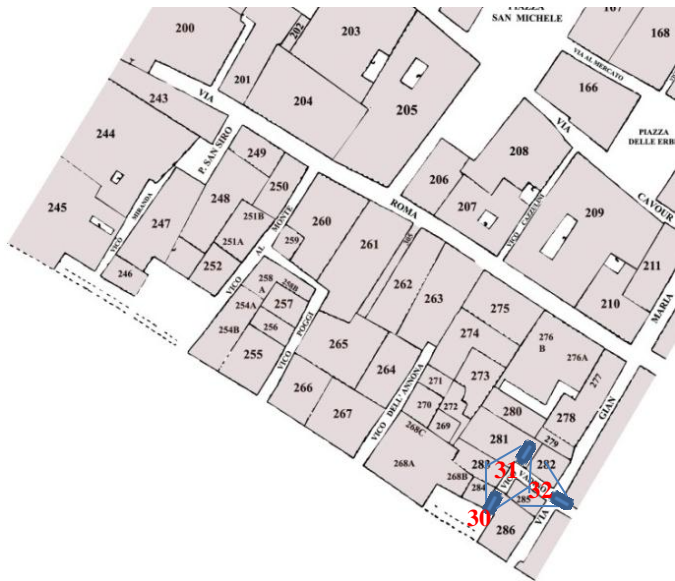 PIAZZA
SAN MICHELE
167
168
200
202
203
VIA AL MERCATO
201
VIA
204
205
166
PIAZZA
DELLE ERBE
243
244
P. SAN SIRO
249
208
VIA
206
207
VICO CAZZULINI
CAVOUR
209
248
250
245
VICO
MIRANDA
247
251B
251A
252
246
VICO
AL
MONTE
259
260
261
ROMA
262
263
211
210
MARIA
258
A
258B
257
254A
256
254B
255
VICO
POGGI
265
264
266
267
275
276
B
276A
277
274
273
VICO
DELL' ANNONA
271
270
272
269
268C
268A
268B
280
278
GIAN
281
279
282
31
32
284
285
30
286
VIA